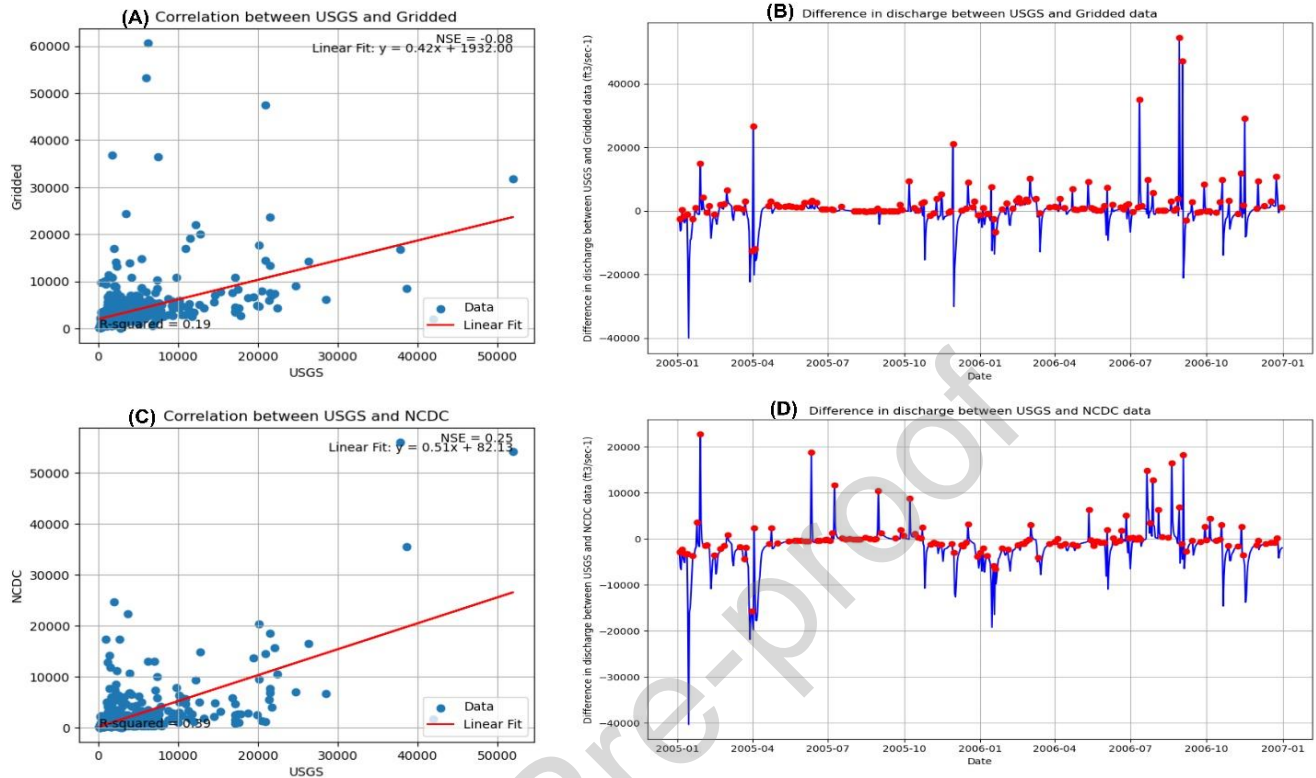 (A) Correlation between USGS and Gridded
NSE = -0.08
Linear Fit: y = 0.42x + 1932.00
60000
50000
40000
30000
20000
10000
0
Gridded
R-squared = 0.19
Data
Linear Fit
0 10000 20000 30000 40000 50000
USGS
(B) Difference in discharge between USGS and Gridded data
Difference in discharge between USGS and Gridded data (ft3/sec-1)
40000
20000
0
−20000
−40000
2005-01 2005-04 2005-07 2005-10 2006-01 2006-04 2006-07 2006-10 2007-01
Date
(C) Correlation between USGS and NCDC
NSE = 0.25
Linear Fit: y = 0.51x + 82.13
50000
40000
30000
20000
10000
0
NCDC
R-squared = 0.39
Data
Linear Fit
0 10000 20000 30000 40000 50000
USGS
(D) Difference in discharge between USGS and NCDC data
Difference in discharge between USGS and NCDC data (ft3/sec-1)
20000
10000
0
−10000
−20000
−30000
−40000
2005-01 2005-04 2005-07 2005-10 2006-01 2006-04 2006-07 2006-10 2007-01
Date
Pre-proof